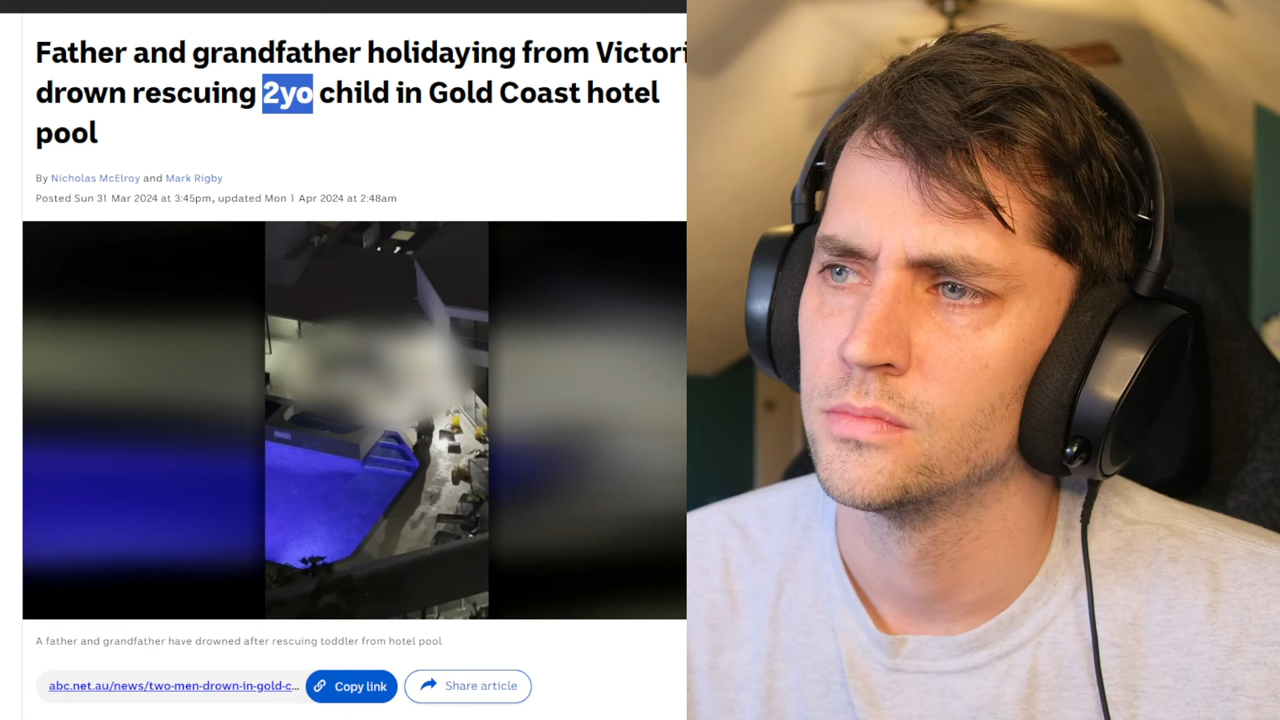 Father and grandfather holidaying from Victori
drown rescuing 2yo child in Gold Coast hotel
pool
By Nicholas McElroy and Mark Rigby
Posted Sun 31 Mar 2024 at 3:45pm, updated Mon 1 Apr 2024 at 2:48am
A father and grandfather have drowned after rescuing toddler from hotel pool
abc.net.au/news/two-men-drown-in-gold-c...
Copy link
Share article